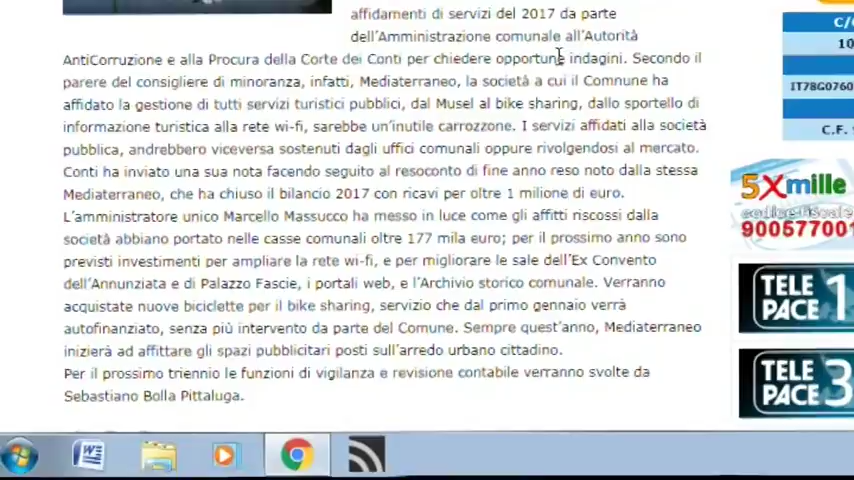 affidamenti di servizi del 2017 da parte
dell'Amministrazione comunale all'Autorità
AntiCorruzione e alla Procura della Corte dei Conti per chiedere opportune indagini. Secondo il
parere del consigliere di minoranza, infatti, Mediterraneo, la società a cui il Comnune ha
affidato la gestione di tutti servizi turistici pubblici, dal Musel al bike sharing, dallo sportello di
informazione turistica alla rete wi-fi, sarebbe un'inutile carrozzone. I servizi affidati alla società
pubblica, andrebbero viceversa sostenuti dagli uffici comunali oppure rivolgendosi al mercato.
Conti ha inviato una sua nota facendo seguito al resoconto di fine anno reso noto dalla stessa
Mediterraneo, che ha chiuso il bilancio 2017 con ricavi per oltre 1 milione di euro.
L'amministratore unico Marcello Massucco ha messo in luce come gli affitti riscossi dalla
società abbiano portato nelle casse comunali oltre 177 mila euro; per il prossimo anno sono
previsti investimenti per ampliare la rete wi-fi, e per migliorare le sale dell'Ex Convento
dell'Annunziata e di Palazzo Fascie, i portali web, e l'Archivio storico comunale. Verranno
acquistate nuove biciclette per il bike sharing, servizio che dal primo gennaio verrà
autofinanziato, senza più intervento da parte del Comune. Sempre quest'anno, Mediterraneo
inizierà ad affittare gli spazi pubblicitari posti sull'arredo urbano cittadino.
Per il prossimo triennio le funzioni di vigilanza e revisione contabile verranno svolte da
Sebastiano Bolla Pittaluga.
C/
10
IT78G0760
C.F.
5Xmille
codice fiscale
900577001
TELE
PACE 1
TELE
PACE 3
W